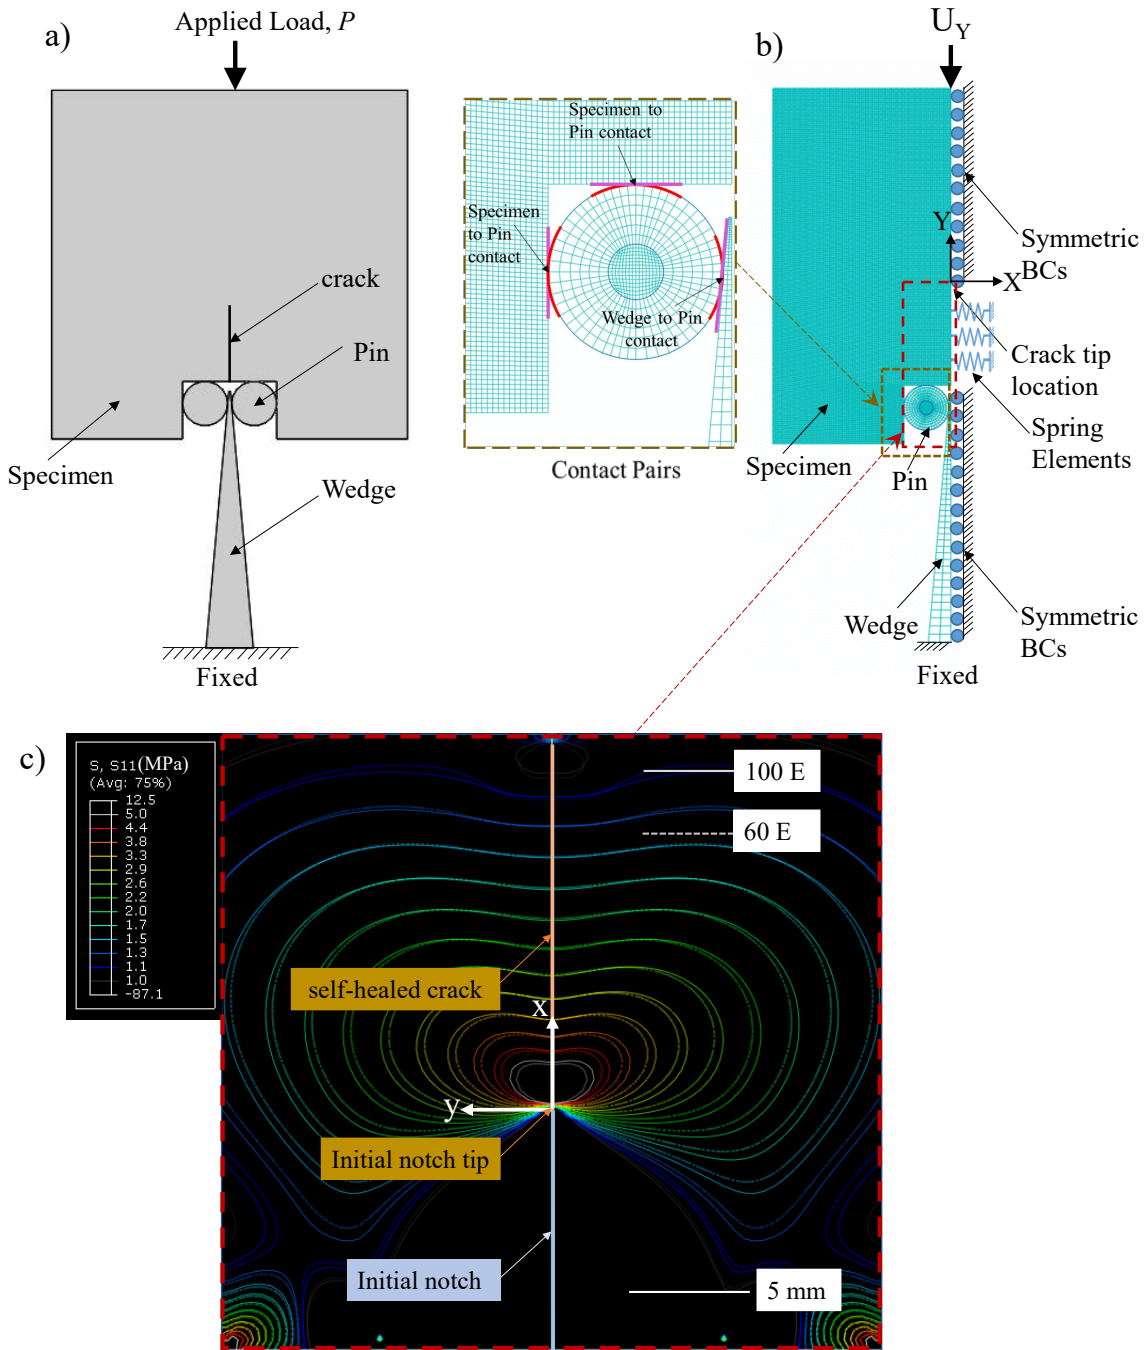 a)
Applied Load, P
crack
Pin
Specimen
Wedge
Fixed
Specimen to
Pin contact
Specimen
to Pin
contact
Wedge to Pin
contact
Contact Pairs
b)
U_Y
Y
X
Symmetric
BCs
Crack tip
location
Spring
Elements
Specimen
Pin
Wedge
Symmetric
BCs
Fixed
c)
S, S11(MPa)
(Avg: 75%)
12.5
5.0
4.4
3.8
3.3
2.9
2.6
2.2
2.0
1.7
1.5
1.3
1.1
1.0
-87.1
100 E
60 E
self-healed crack
x
y
Initial notch tip
Initial notch
5 mm